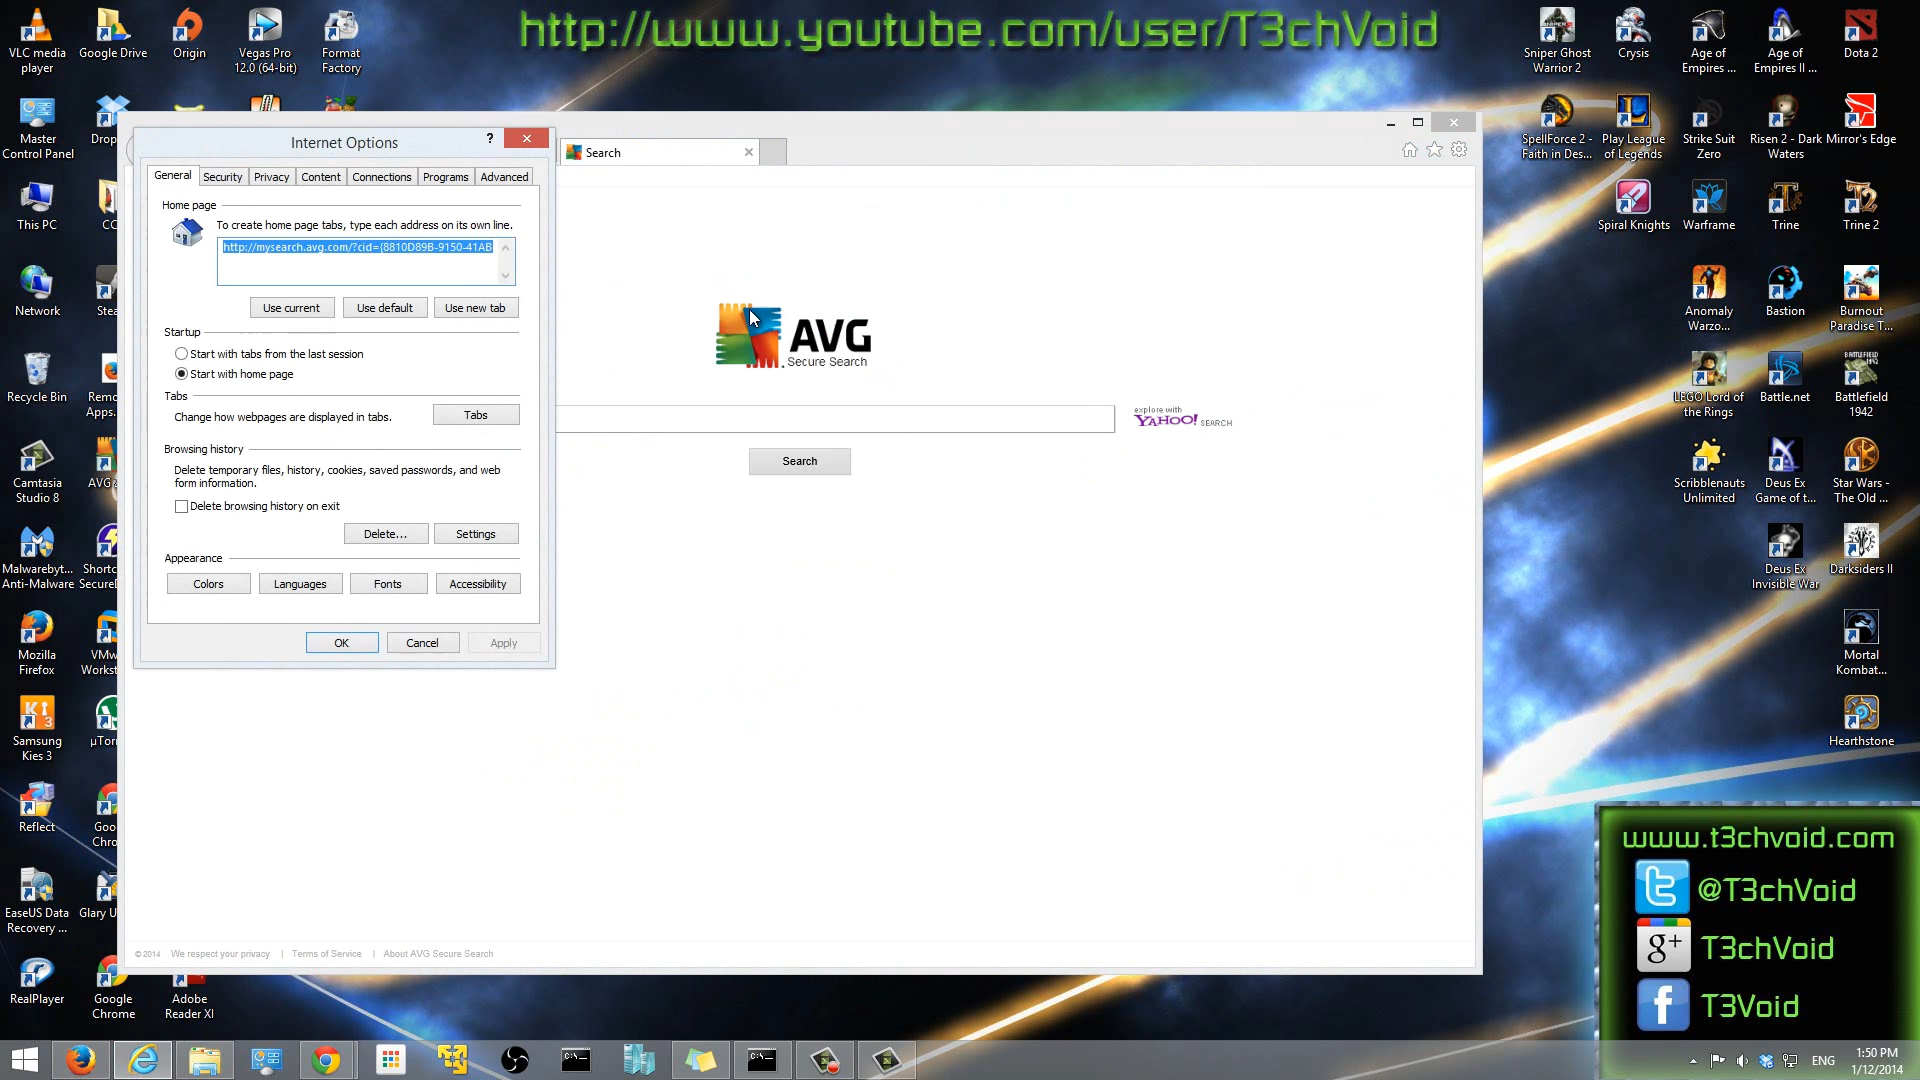 http://www.youtube.com/user/T3chVoid
VLC media
player
Google Drive
Origin
Vegas Pro
12.0 (64-bit)
Format
Factory
Sniper Ghost
Warrior 2
Crysis
Age of
Empires ...
Age of
Empires II ...
Dota 2
Master
Control Panel
SpellForce 2 -
Faith in Des...
Play League
of Legends
Strike Suit
Zero
Risen 2 - Dark
Waters
Mirror's Edge
This PC
Spiral Knights
Warframe
Trine
Trine 2
Network
Anomaly
Warzo...
Bastion
Burnout
Paradise T...
Recycle Bin
LEGO Lord of
the Rings
Battle.net
BATTLEFIELD
1942
Battlefield
1942
Camtasia
Studio 8
Scribblenauts
Unlimited
Deus Ex
Game of t...
Star Wars -
The Old ...
Malwarebyt...
Anti-Malware
Deus Ex
Invisible War
Darksiders II
Mozilla
Firefox
Mortal
Kombat...
Samsung
Kies 3
Hearthstone
Reflect
EaseUS Data
Recovery ...
RealPlayer
Google
Chrome
Adobe
Reader XI
Internet Options
?
General
Security
Privacy
Content
Connections
Programs
Advanced
Home page
To create home page tabs, type each address on its own line.
http://mysearch.avg.com/?cid={8810D89B-9150-41AB
Use current
Use default
Use new tab
Startup
Start with tabs from the last session
Start with home page
Tabs
Change how webpages are displayed in tabs.
Tabs
Browsing history
Delete temporary files, history, cookies, saved passwords, and web
form information.
Delete browsing history on exit
Delete...
Settings
Appearance
Colors
Languages
Fonts
Accessibility
OK
Cancel
Apply
Search
AVG
Secure Search
explore with
YAHOO! SEARCH
Search
© 2014 We respect your privacy | Terms of Service | About AVG Secure Search
www.t3chvoid.com
@T3chVoid
g+ T3chVoid
f T3Void
ENG
1:50 PM
1/12/2014